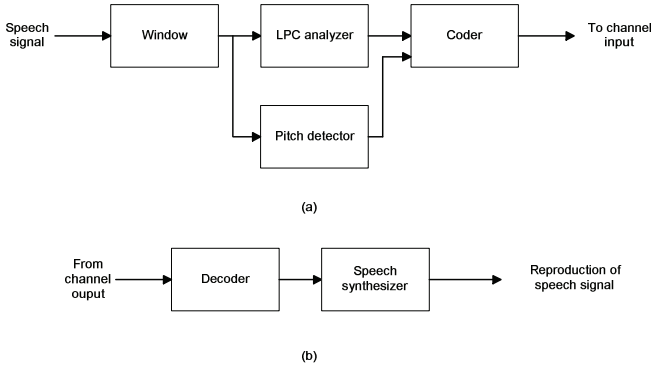 Speech
signal
Window
LPC analyzer
Coder
To channel
input
Pitch detector
(a)
From
channel
ouput
Decoder
Speech
synthesizer
Reproduction of
speech signal
(b)